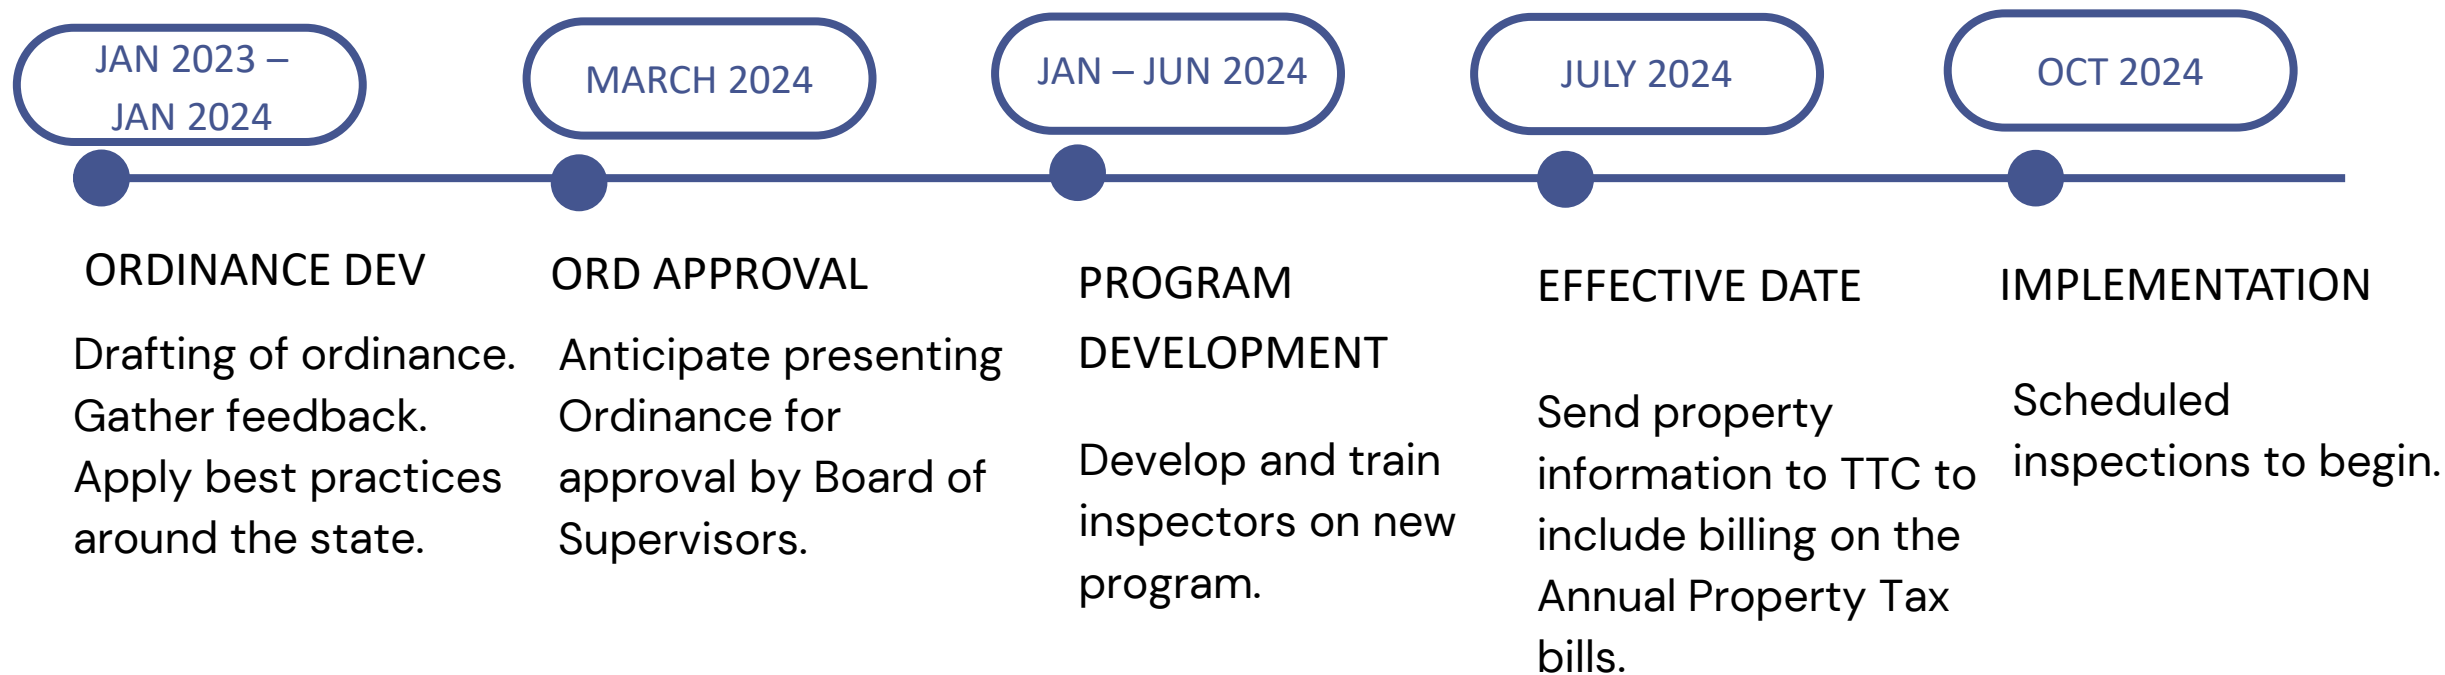 JAN 2023 –
JAN 2024
MARCH 2024
JAN – JUN 2024
JULY 2024
OCT 2024
ORDINANCE DEV
Drafting of ordinance.
Gather feedback.
Apply best practices
around the state.
ORD APPROVAL
Anticipate presenting
Ordinance for
approval by Board of
Supervisors.
PROGRAM
DEVELOPMENT
Develop and train
inspectors on new
program.
EFFECTIVE DATE
Send property
information to TTC to
include billing on the
Annual Property Tax
bills.
IMPLEMENTATION
Scheduled
inspections to begin.